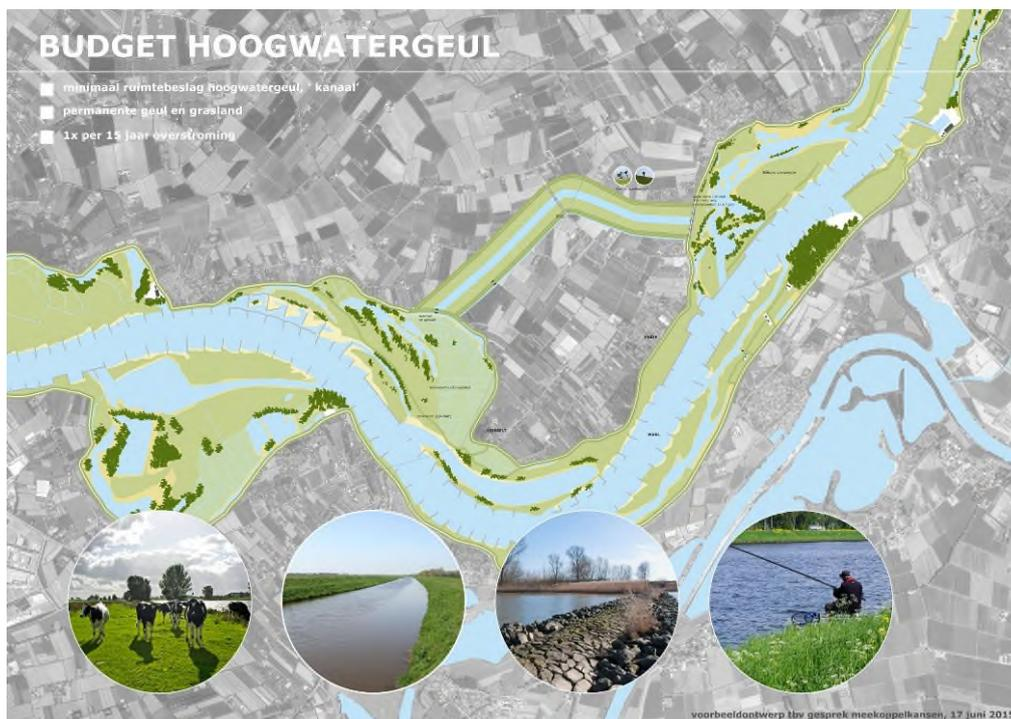 BUDGET HOOGWATERGEUL
minimaal ruimtebeslag hoogwatergeul, ' kanaal'
permanente geul en grasland
1x per 15 jaar overstroming
WAAL
voorbeeldontwerp tbv gesprek meekoppelkansen, 17 juni 2015